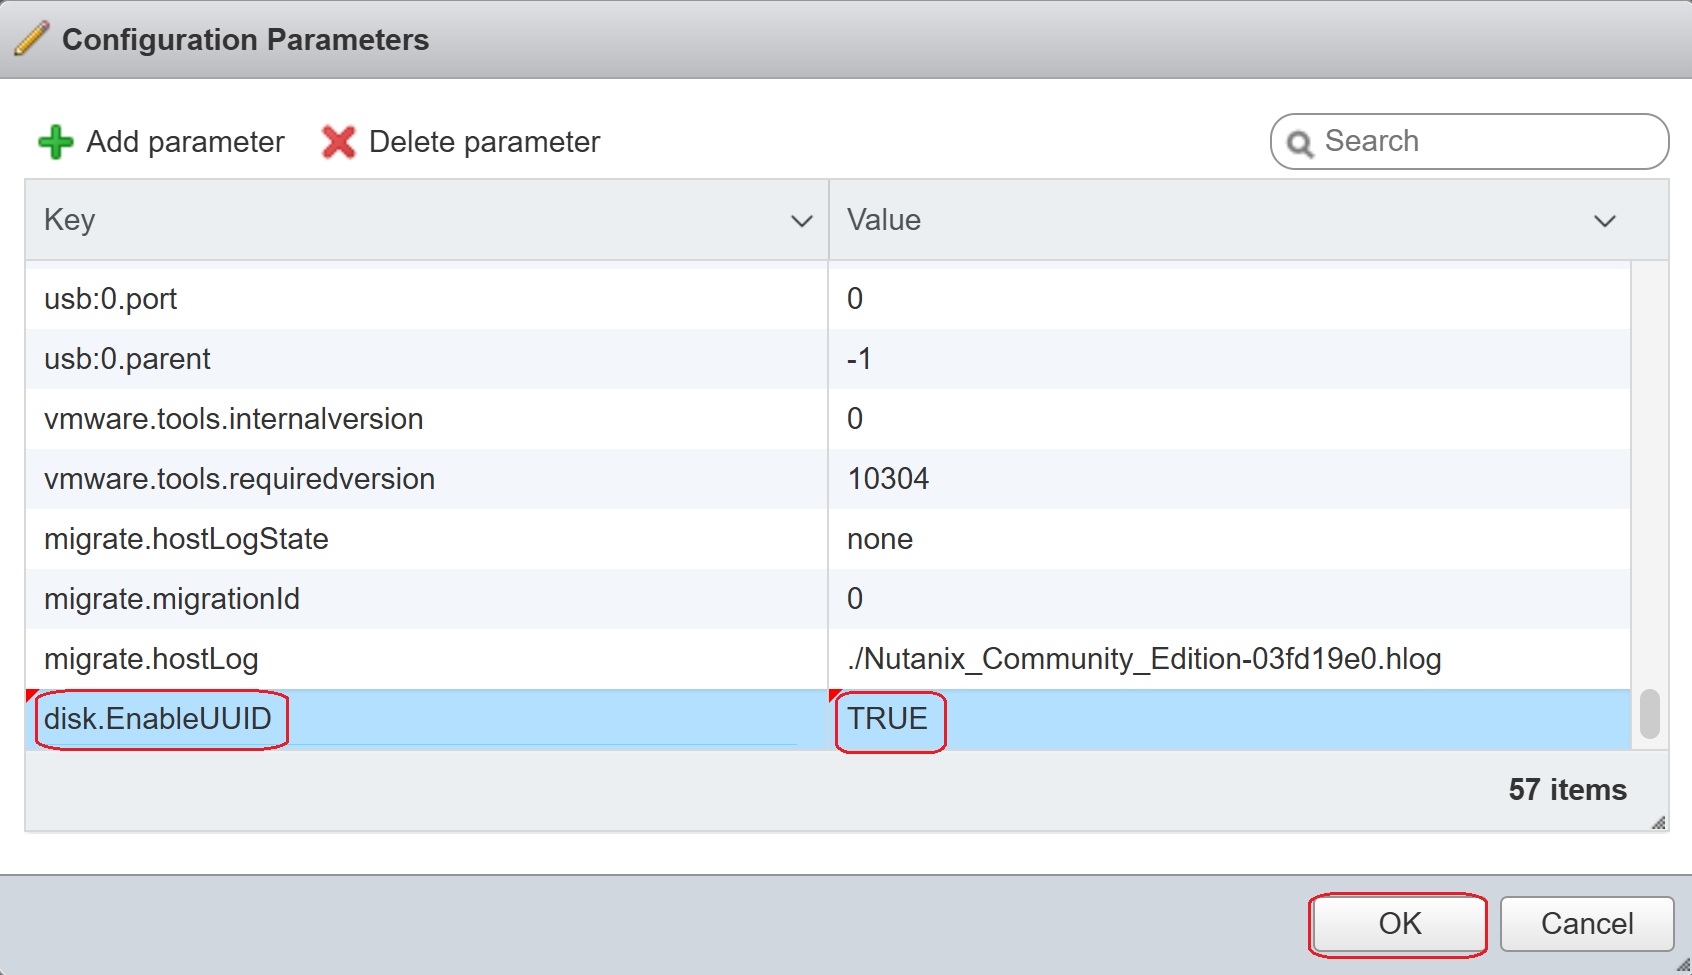 Configuration Parameters
Add parameter Delete parameter Search
Key Value
usb:0.port 0
usb:0.parent -1
vmware.tools.internalversion 0
vmware.tools.requiredversion 10304
migrate.hostLogState none
migrate.migrationId 0
migrate.hostLog ./Nutanix_Community_Edition-03fd19e0.hlog
disk.EnableUUID TRUE
57 items
OK Cancel